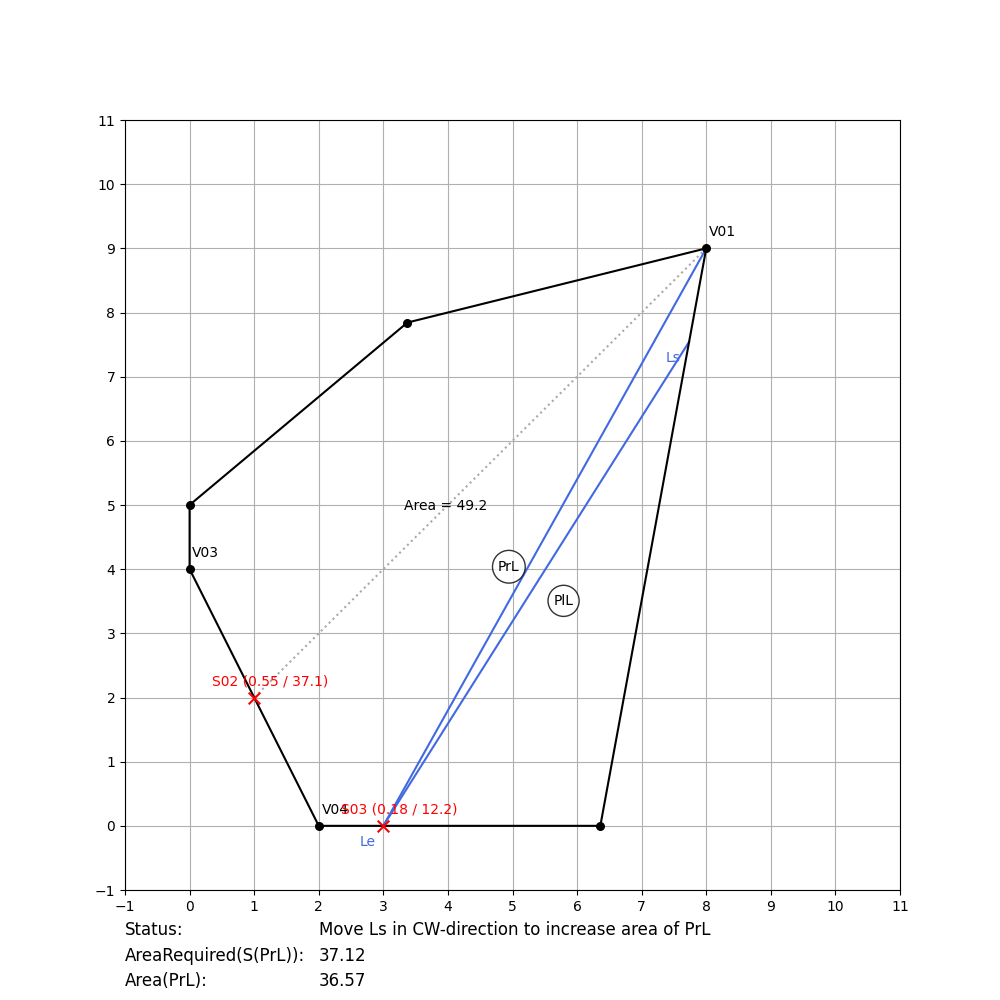 11
10
9
8
7
6
5
4
3
2
1
0
−1
V01
Ls
Area = 49.2
V03
PrL
PlL
S02 (0.55 / 37.1)
V04
S03 (0.18 / 12.2)
Le
−1 0 1 2 3 4 5 6 7 8 9 10 11
Status: Move Ls in CW-direction to increase area of PrL
AreaRequired(S(PrL)): 37.12
Area(PrL): 36.57